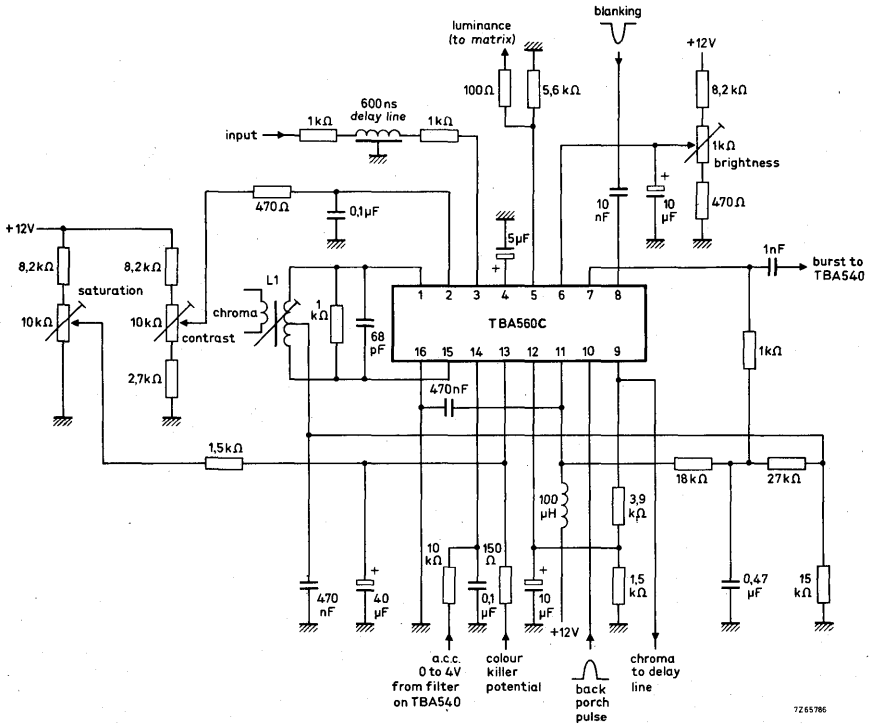 luminance
(to matrix)
blanking
+12V
100Ω
5,6kΩ
8,2kΩ
600ns
delay line
input
1kΩ
1kΩ
1kΩ
brightness
470Ω
0,1µF
10
nF
+
10
µF
470Ω
+12V
5µF
+
1nF
burst to
TBA540
8,2kΩ
8,2kΩ
saturation
L1
1 2 3 4 5 6 7 8
TBA560C
16 15 14 13 12 11 10 9
10kΩ
10kΩ
contrast
chroma
1
kΩ
68
pF
1kΩ
2,7kΩ
470nF
1,5kΩ
18kΩ
27kΩ
100
µH
3,9
kΩ
10
kΩ
150
Ω
470
nF
+
40
µF
0,1
µF
+
10
µF
1,5
kΩ
0,47
µF
15
kΩ
+12V
a.c.c.
0 to 4V
from filter
on TBA540
colour
killer
potential
back
porch
pulse
chroma
to delay
line
7Z65786